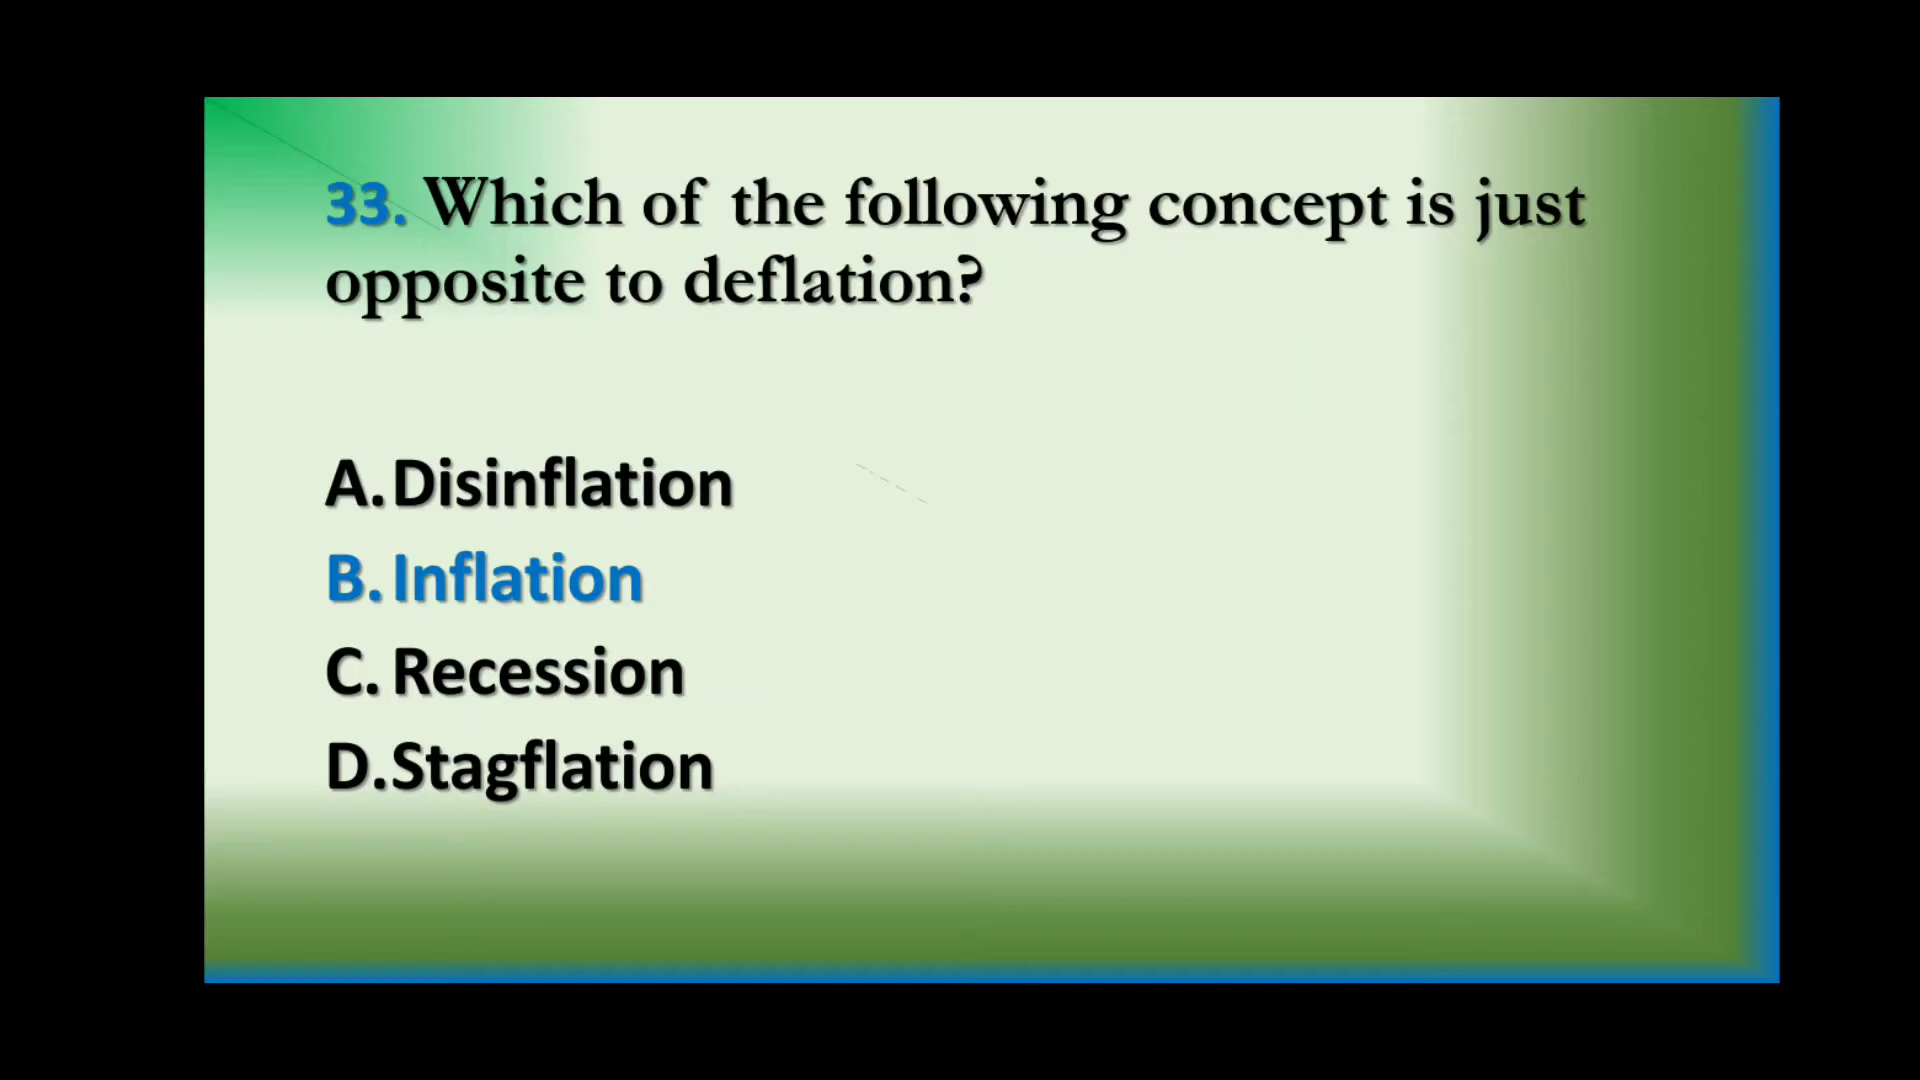 33. Which of the following concept is just
opposite to deflation?
A. Disinflation
B. Inflation
C. Recession
D. Stagflation